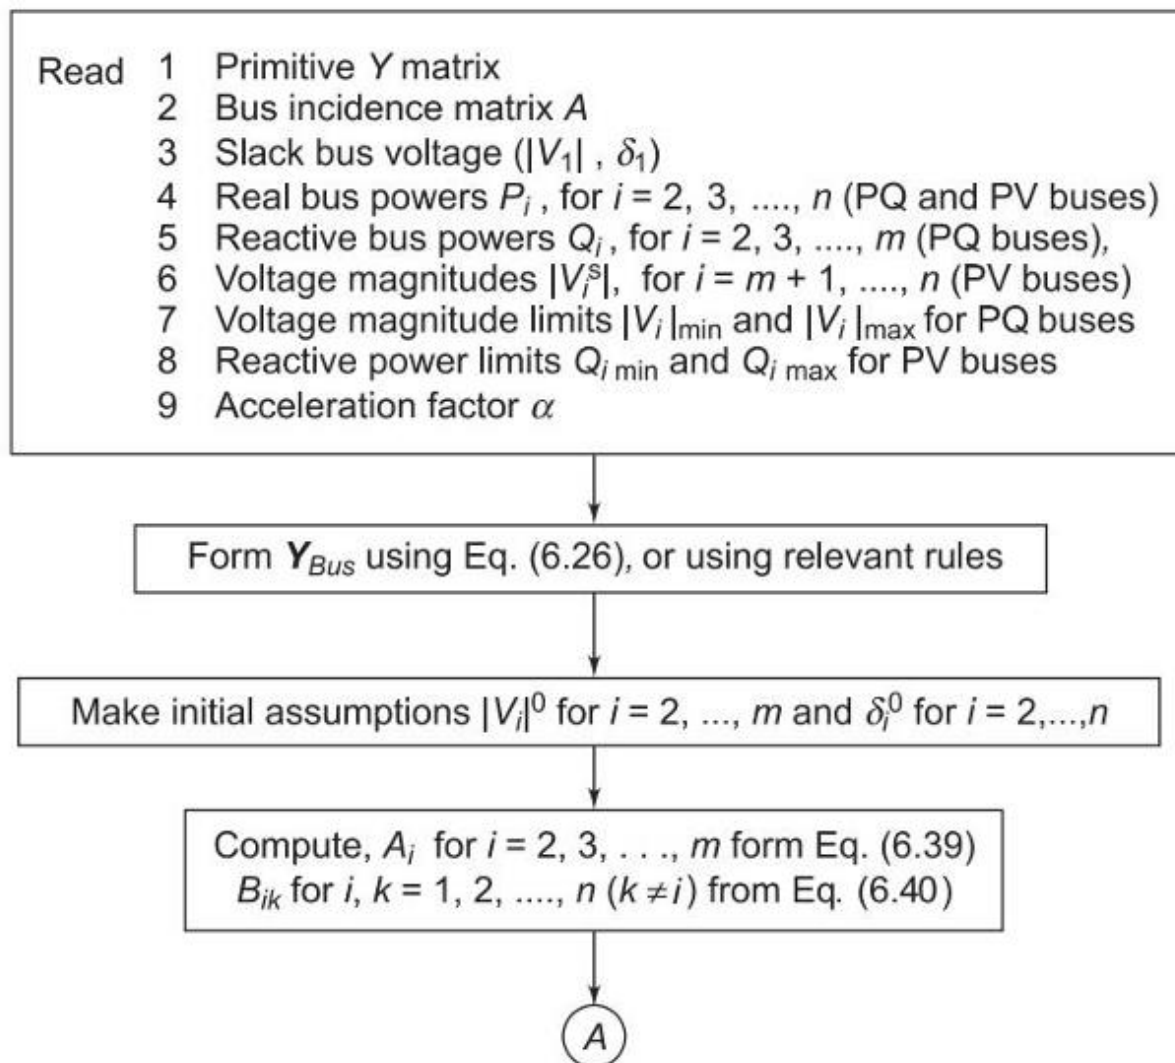 Read 1 Primitive Y matrix
2 Bus incidence matrix A
3 Slack bus voltage (|V₁| , δ₁)
4 Real bus powers Pᵢ , for i = 2, 3, ...., n (PQ and PV buses)
5 Reactive bus powers Qᵢ , for i = 2, 3, ...., m (PQ buses),
6 Voltage magnitudes |Vᵢˢ|, for i = m + 1, ...., n (PV buses)
7 Voltage magnitude limits |Vᵢ|min and |Vᵢ|max for PQ buses
8 Reactive power limits Qᵢ min and Qᵢ max for PV buses
9 Acceleration factor α
Form Y_Bus using Eq. (6.26), or using relevant rules
Make initial assumptions |Vᵢ|⁰ for i = 2, ..., m and δᵢ⁰ for i = 2,...,n
Compute, Aᵢ for i = 2, 3, . . ., m form Eq. (6.39)
Bᵢₖ for i, k = 1, 2, ...., n (k ≠ i) from Eq. (6.40)
A